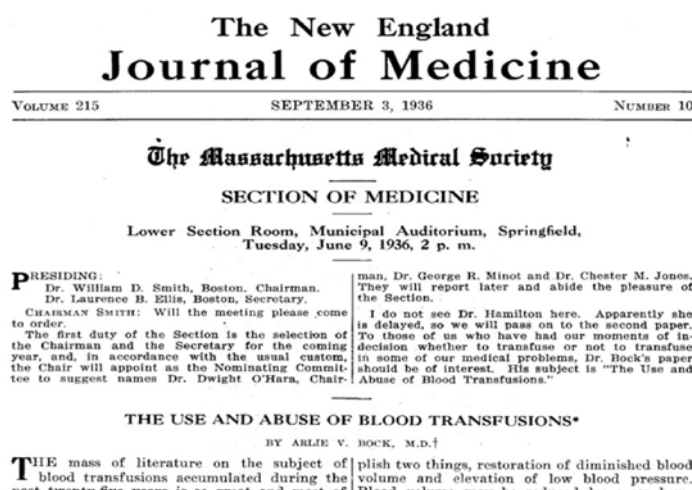 The New England
Journal of Medicine
VOLUME 215 SEPTEMBER 3, 1936 NUMBER 10
The Massachusetts Medical Society
SECTION OF MEDICINE
Lower Section Room, Municipal Auditorium, Springfield,
Tuesday, June 9, 1936, 2 p. m.
PRESIDING:
Dr. William D. Smith, Boston, Chairman.
Dr. Laurence B. Ellis, Boston, Secretary.
CHAIRMAN SMITH: Will the meeting please come
to order.
The first duty of the Section is the selection of
the Chairman and the Secretary for the coming
year, and, in accordance with the usual custom,
the Chair will appoint as the Nominating Commit-
tee to suggest names Dr. Dwight O'Hara, Chair-
man, Dr. George R. Minot and Dr. Chester M. Jones.
They will report later and abide the pleasure of
the Section.
I do not see Dr. Hamilton here. Apparently she
is delayed, so we will pass on to the second paper.
To those of us who have had our moments of in-
decision whether to transfuse or not to transfuse
in some of our medical problems, Dr. Bock's paper
should be of interest. His subject is "The Use and
Abuse of Blood Transfusions."
THE USE AND ABUSE OF BLOOD TRANSFUSIONS*
BY ARLIE V. BOCK, M.D.†
THE mass of literature on the subject of
blood transfusions accumulated during the
plish two things, restoration of diminished blood
volume and elevation of low blood pressure.